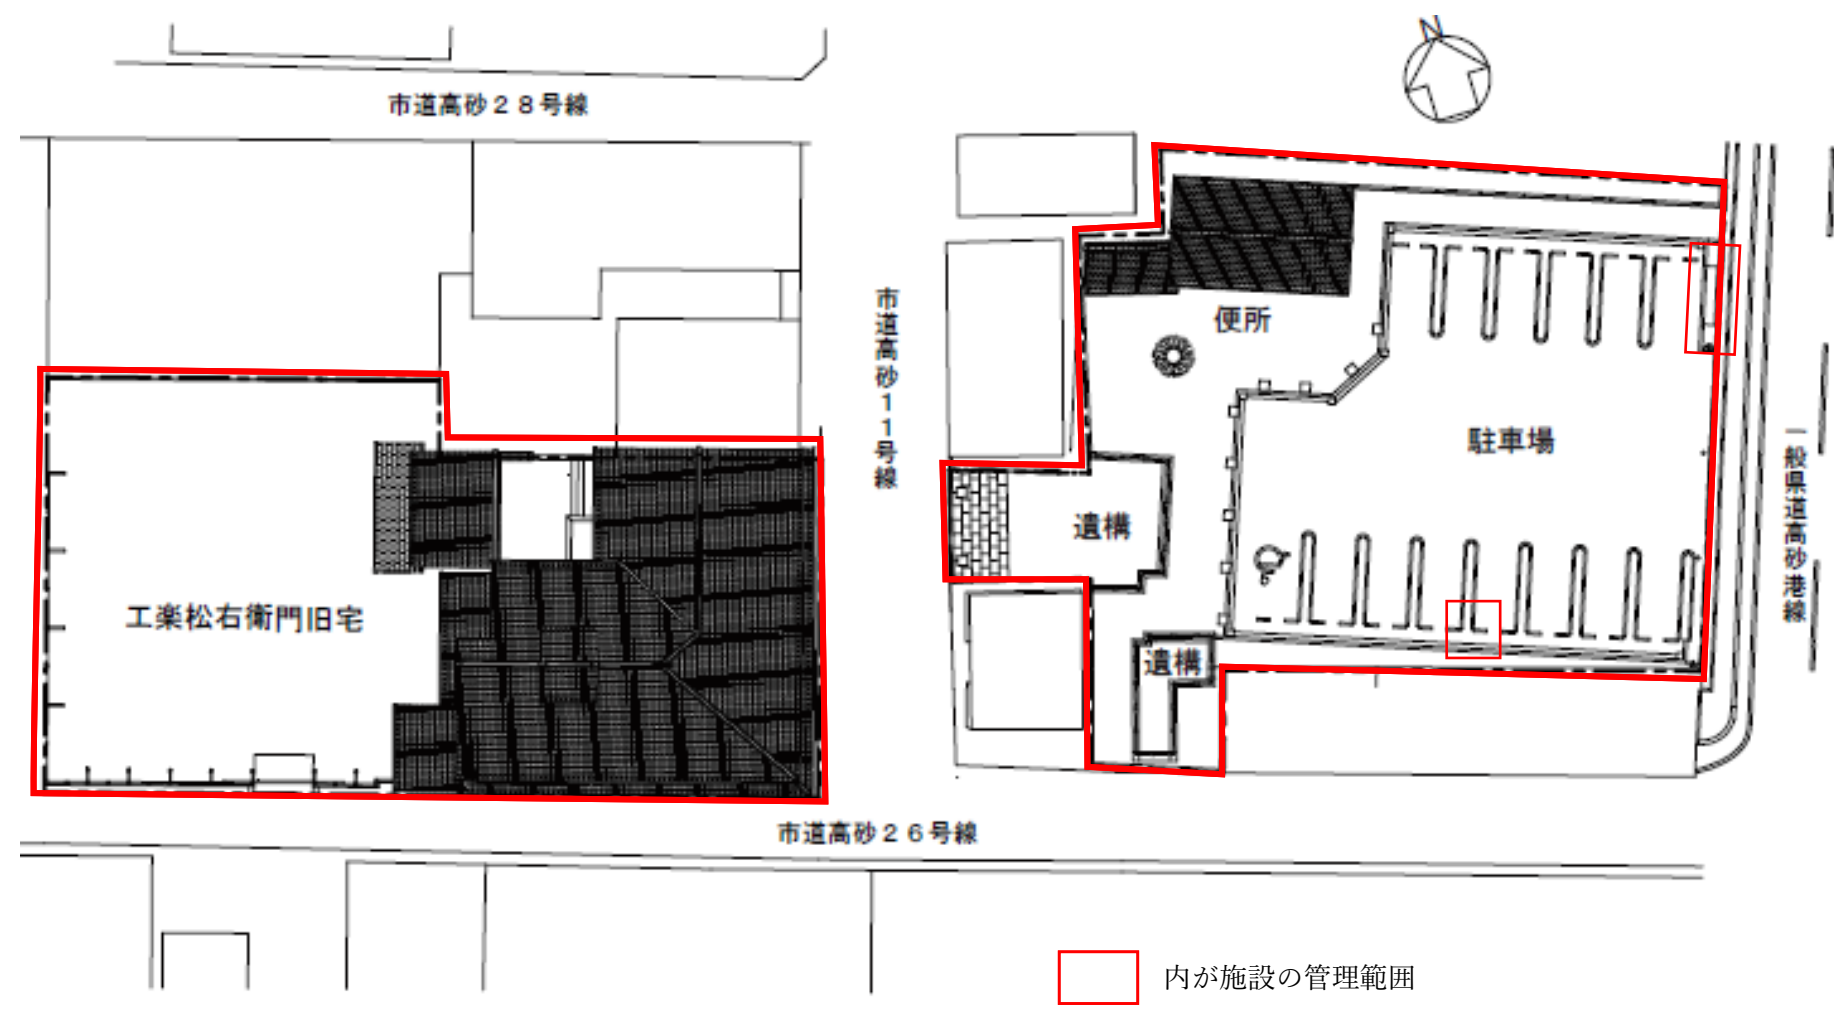 N
市道高砂２８号線
市道高砂１１号線
便所
駐車場
一般県道高砂港線
遺構
工楽松右衛門旧宅
遺構
市道高砂２６号線
内が施設の管理範囲